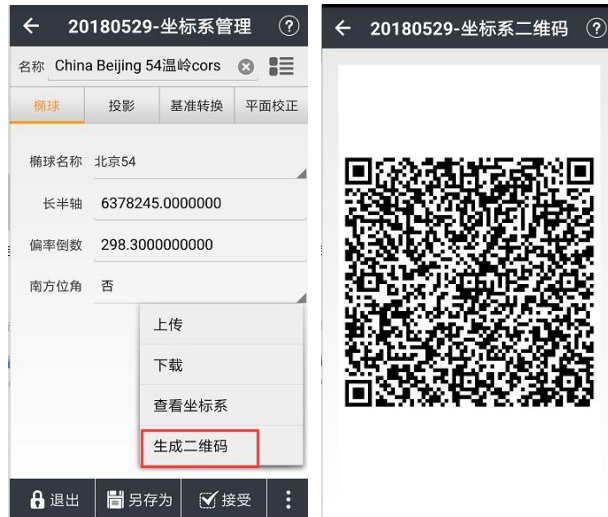 20180529-坐标系管理
名称 China Beijing 54温岭cors
椭球 投影 基准转换 平面校正
椭球名称 北京54
长半轴 6378245.0000000
偏率倒数 298.3000000000
南方位角 否
上传
下载
查看坐标系
生成二维码
退出 另存为 接受
20180529-坐标系二维码